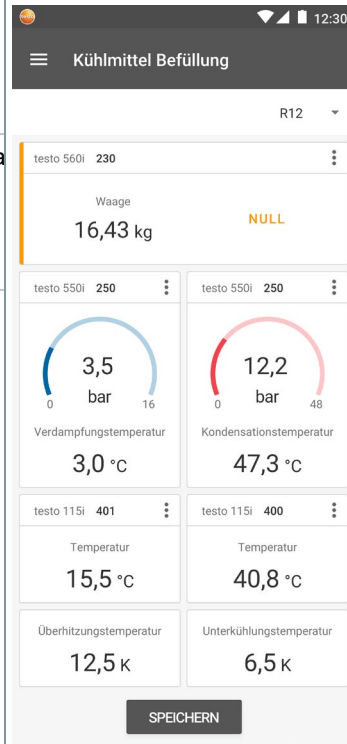 12:30
Kühlmittel Befüllung
R12
testo 560i 230
Waage
16,43 kg
NULL
testo 550i 250
3,5
bar
0 16
Verdampfungstemperatur
3,0 °C
testo 550i 250
12,2
bar
0 48
Kondensationstemperatur
47,3 °C
testo 115i 401
Temperatur
15,5 °C
testo 115i 400
Temperatur
40,8 °C
Überhitzungstemperatur
12,5 K
Unterkühlungstemperatur
6,5 K
SPEICHERN